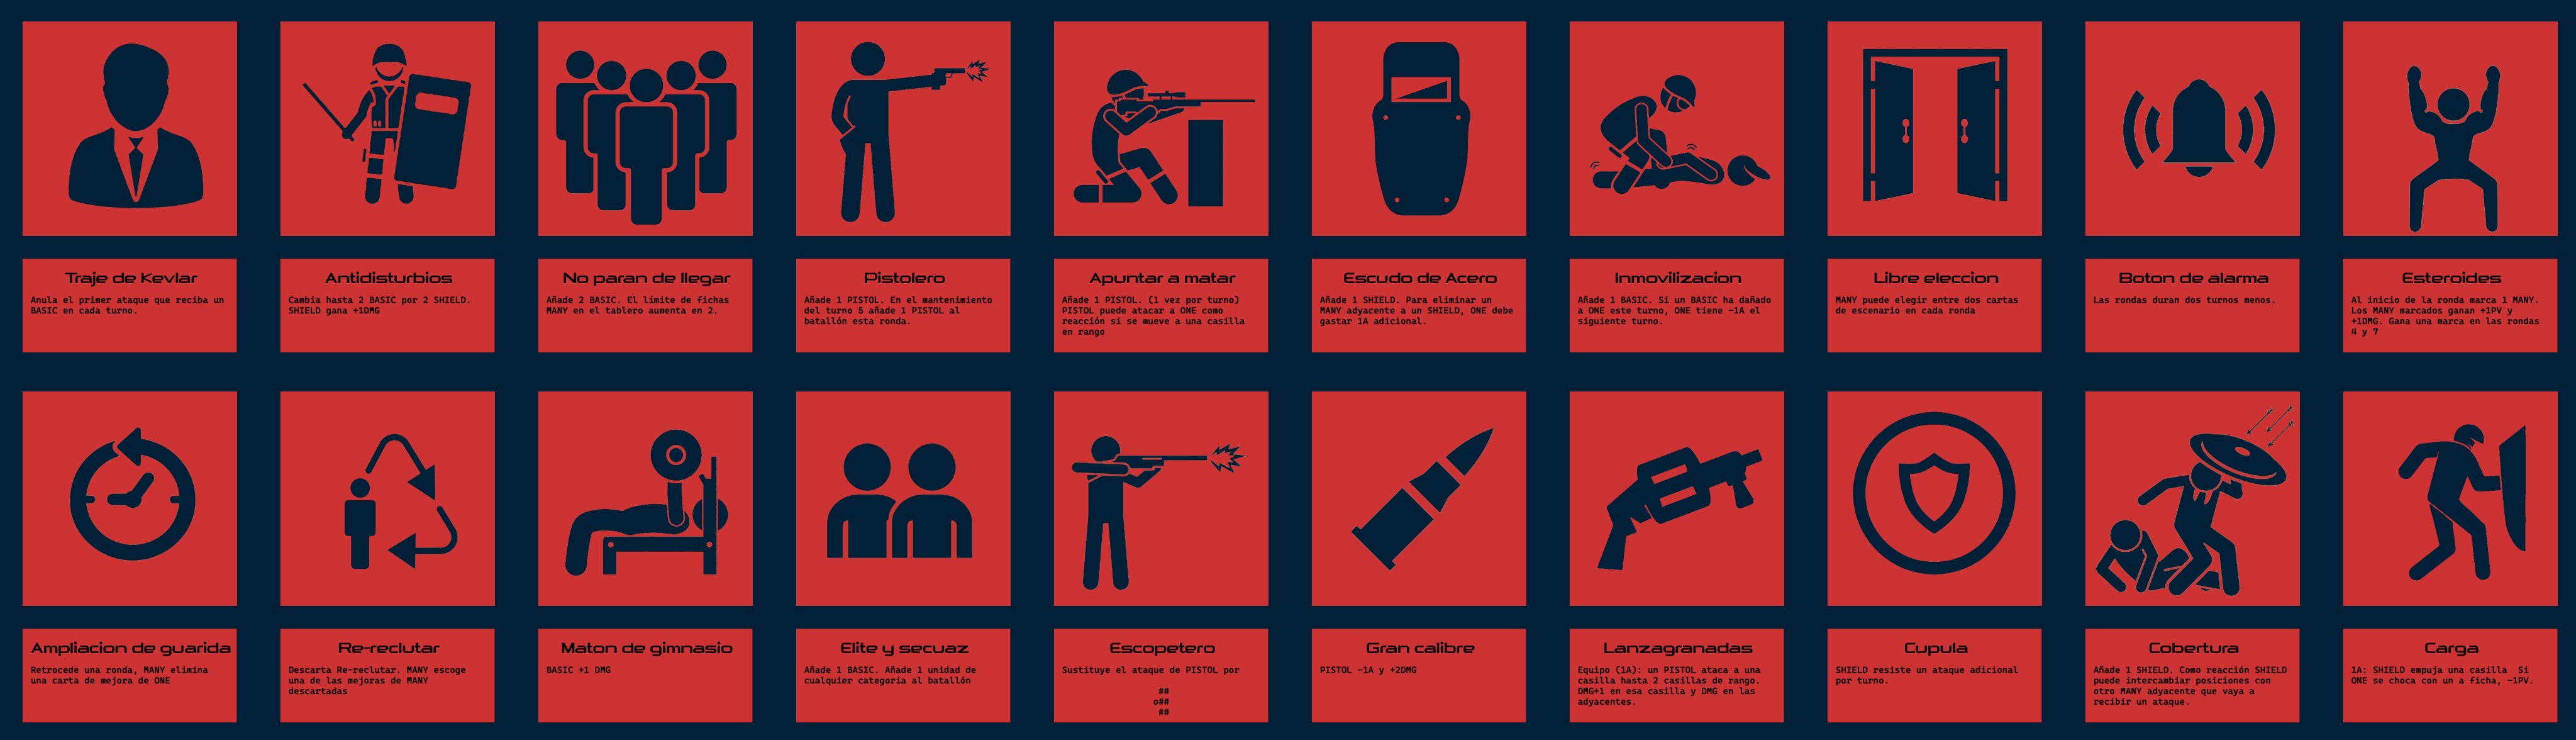 Traje de Kevlar
Anula el primer ataque que reciba un
BASIC en cada turno.
Antidisturbios
Cambia hasta 2 BASIC por 2 SHIELD.
SHIELD gana +1DMG
No paran de llegar
Añade 2 BASIC. El límite de fichas
MANY en el tablero aumenta en 2.
Pistolero
Añade 1 PISTOL. En el mantenimiento
del turno 5 añade 1 PISTOL al
batallón esta ronda.
Apuntar a matar
Añade 1 PISTOL. (1 vez por turno)
PISTOL puede atacar a ONE como
reacción si se mueve a una casilla
en rango
Escudo de Acero
Añade 1 SHIELD. Para eliminar un
MANY adyacente a un SHIELD, ONE debe
gastar 1A adicional.
Inmovilizacion
Añade 1 BASIC. Si un BASIC ha dañado
a ONE este turno, ONE tiene -1A el
siguiente turno.
Libre eleccion
MANY puede elegir entre dos cartas
de escenario en cada ronda
Boton de alarma
Las rondas duran dos turnos menos.
Esteroides
Al inicio de la ronda marca 1 MANY.
Los MANY marcados ganan +1PV y
+1DMG. Gana una marca en las rondas
4 y 7
Ampliacion de guarida
Retrocede una ronda, MANY elimina
una carta de mejora de ONE
Re-reclutar
Descarta Re-reclutar. MANY escoge
una de las mejoras de MANY
descartadas
Maton de gimnasio
BASIC +1 DMG
Elite y secuaz
Añade 1 BASIC. Añade 1 unidad de
cualquier categoría al batallón
Escopetero
Sustituye el ataque de PISTOL por
##
o##
##
Gran calibre
PISTOL -1A y +2DMG
Lanzagranadas
Equipo (1A): un PISTOL ataca a una
casilla hasta 2 casillas de rango.
DMG+1 en esa casilla y DMG en las
adyacentes.
Cupula
SHIELD resiste un ataque adicional
por turno.
Cobertura
Añade 1 SHIELD. Como reacción SHIELD
puede intercambiar posiciones con
otro MANY adyacente que vaya a
recibir un ataque.
Carga
1A: SHIELD empuja una casilla  Si
ONE se choca con un a ficha, -1PV.